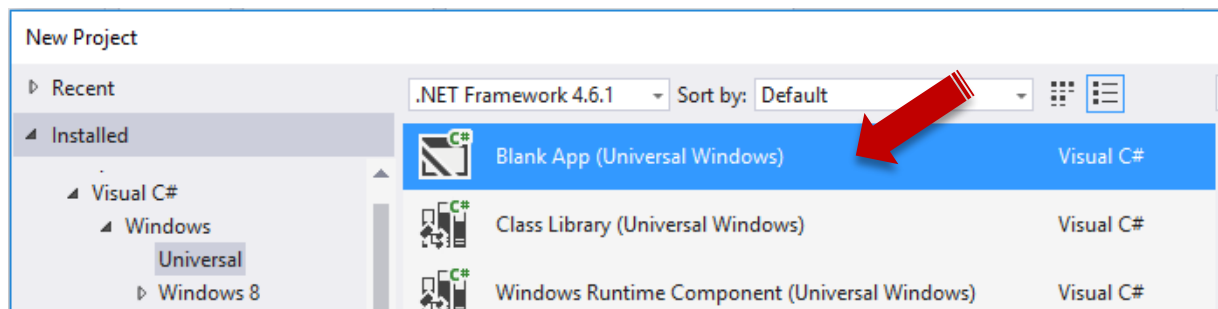 New Project
Recent
Installed
Visual C#
Windows
Universal
Windows 8
.NET Framework 4.6.1 Sort by: Default
C# Blank App (Universal Windows) Visual C#
C# Class Library (Universal Windows) Visual C#
C# Windows Runtime Component (Universal Windows) Visual C#